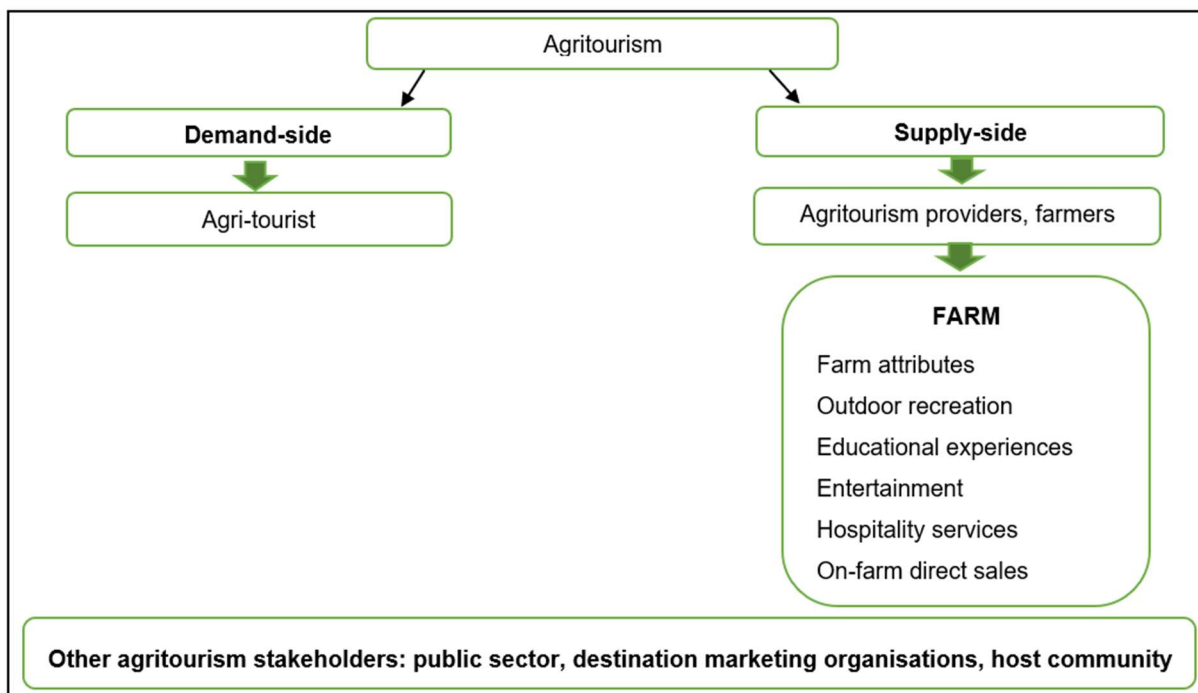 Agritourism
Demand-side
Supply-side
Agri-tourist
Agritourism providers, farmers
FARM
Farm attributes
Outdoor recreation
Educational experiences
Entertainment
Hospitality services
On-farm direct sales
Other agritourism stakeholders: public sector, destination marketing organisations, host community